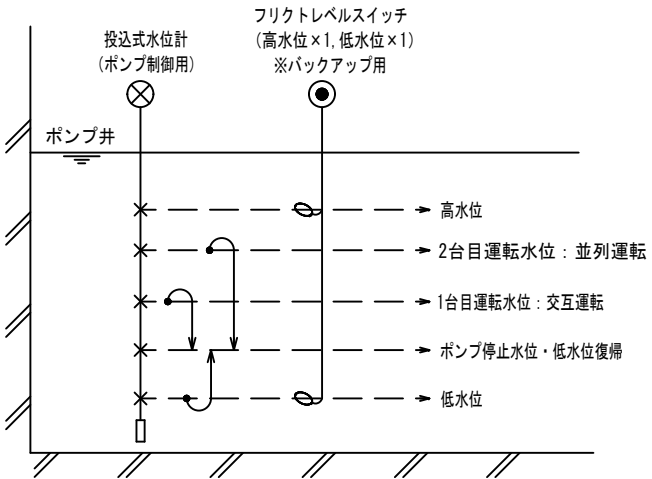 フリクトレベルスイッチ
(高水位×1,低水位×1)
※バックアップ用
投込式水位計
(ポンプ制御用)
ポンプ井
高水位
2台目運転水位：並列運転
1台目運転水位：交互運転
ポンプ停止水位・低水位復帰
低水位